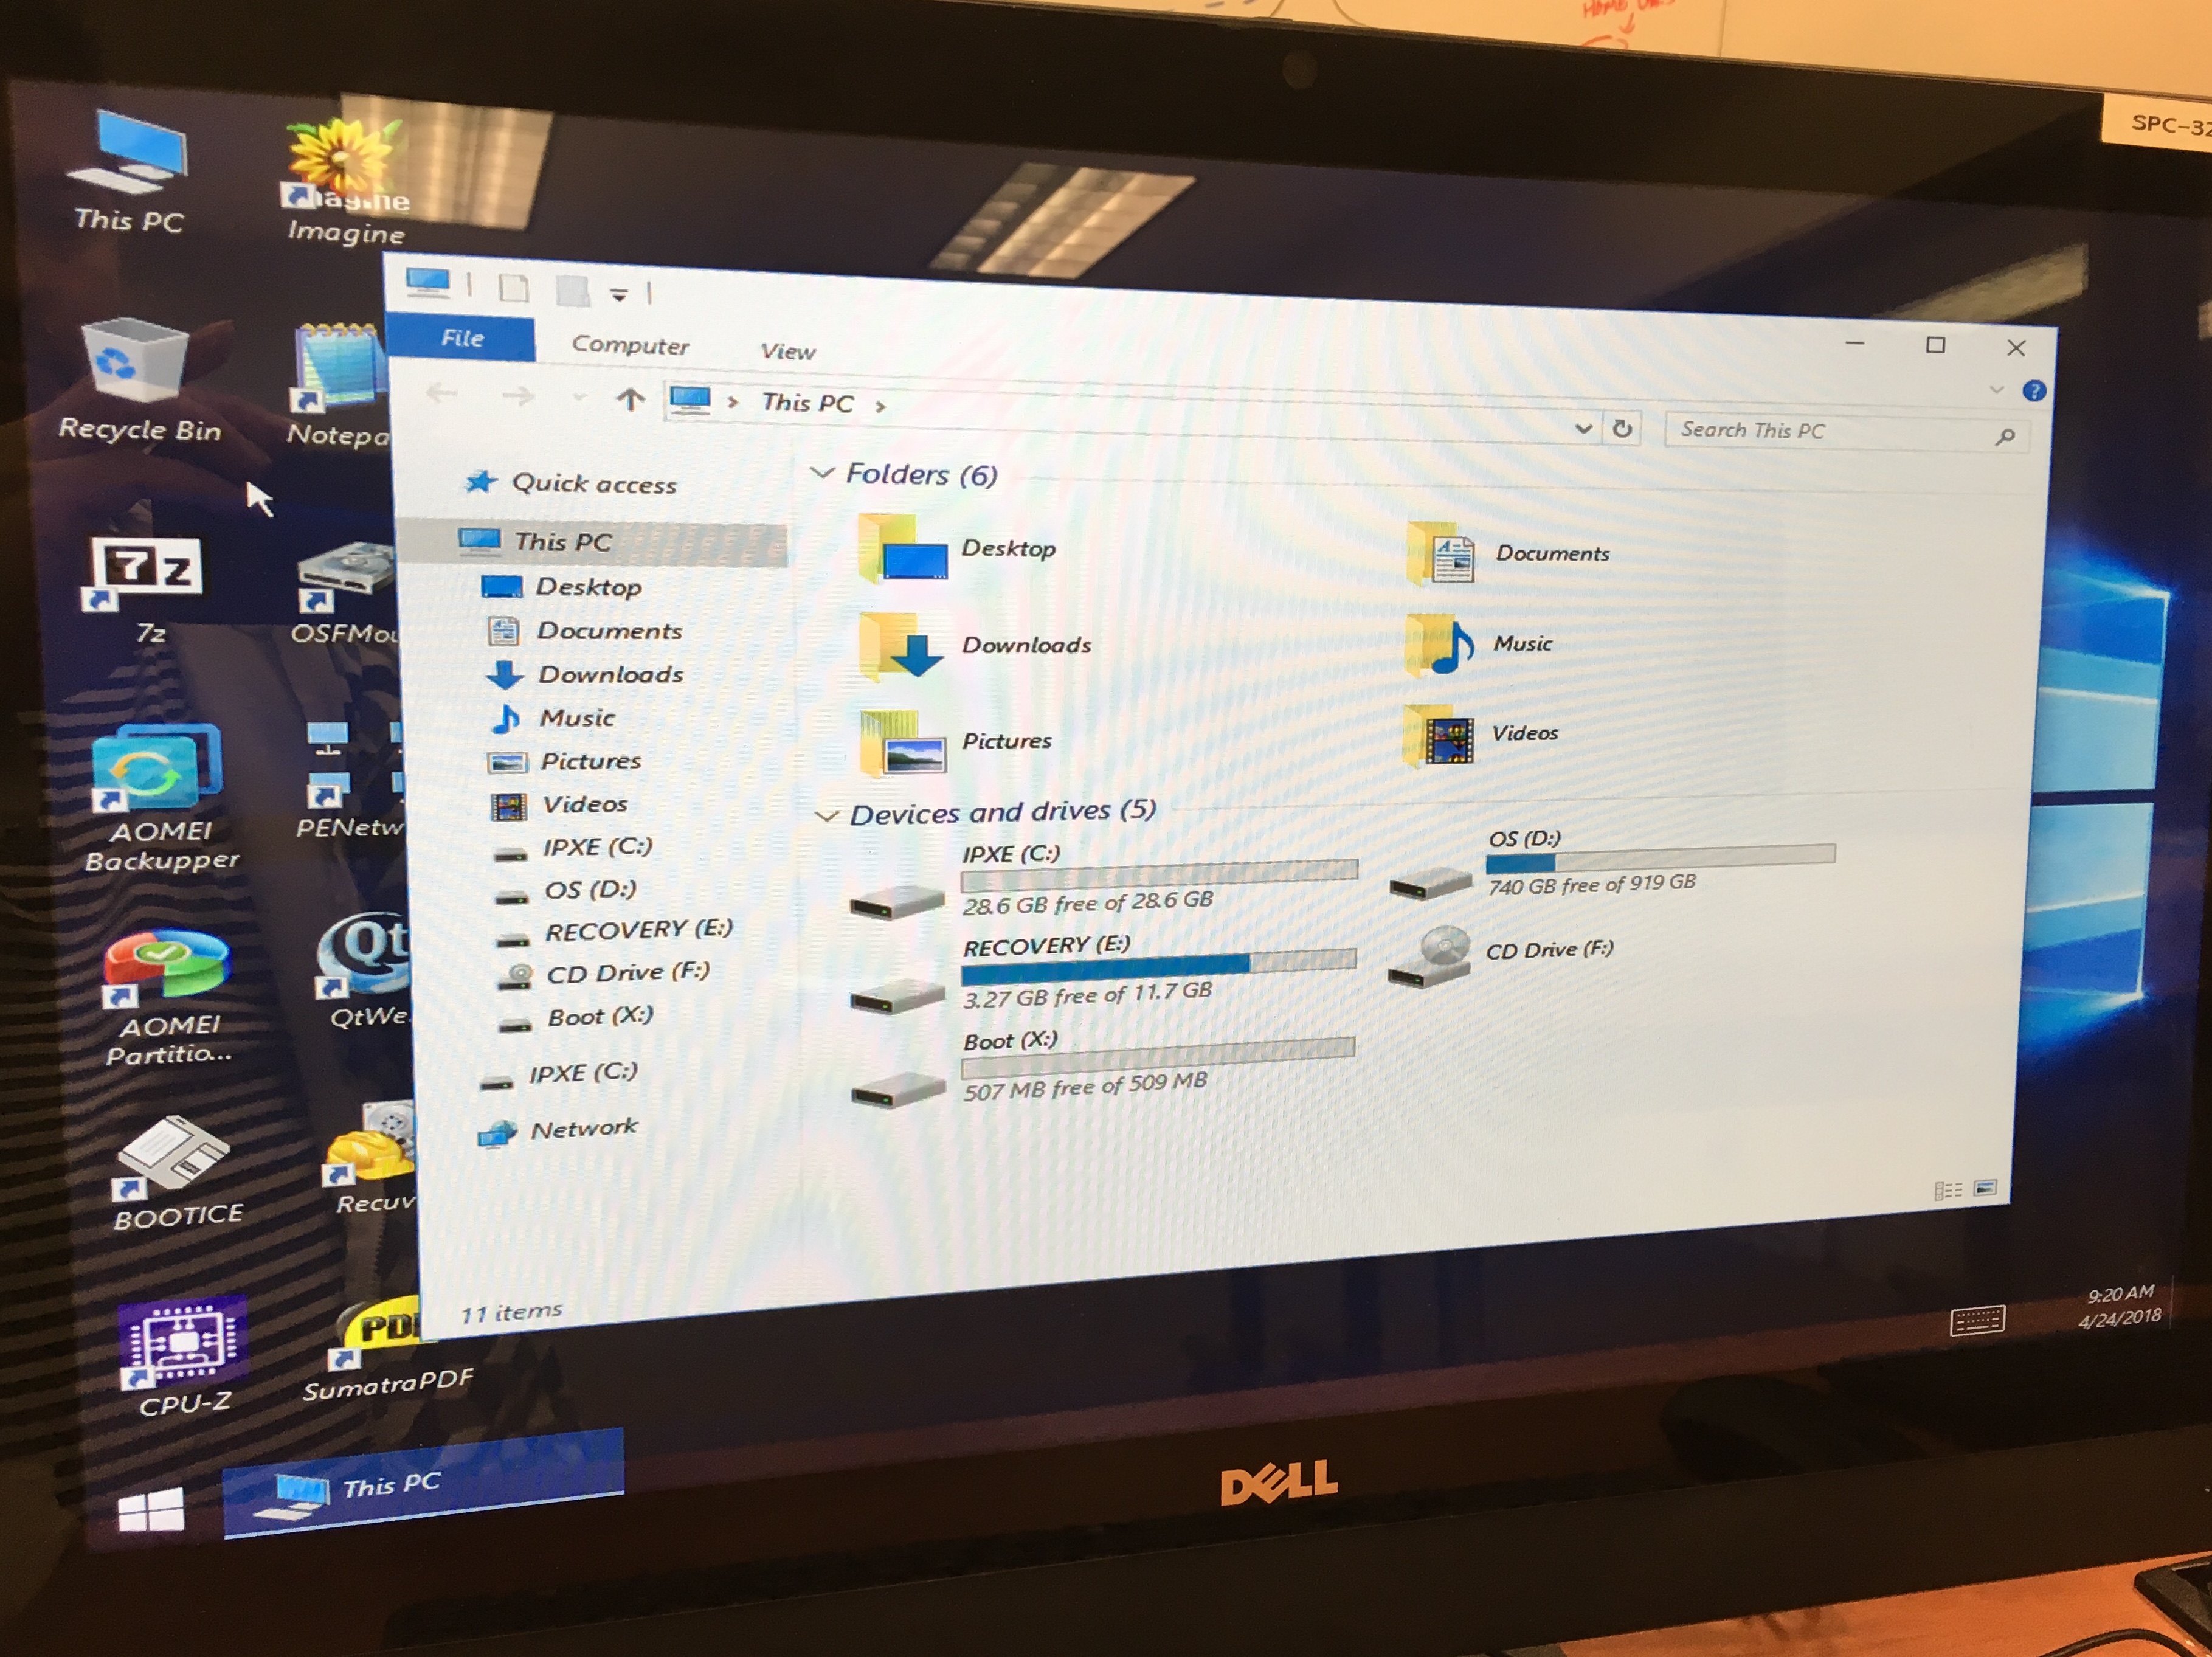 SPC-32
This PC
Imagine
Recycle Bin
Notepa
7z
OSFMou
AOMEI
Backupper
PENetw
AOMEI
Partitio...
QtWe
BOOTICE
Recuv
CPU-Z
PDF
SumatraPDF
File
Computer
View
This PC
Search This PC
Quick access
This PC
Desktop
Documents
Downloads
Music
Pictures
Videos
IPXE (C:)
OS (D:)
RECOVERY (E:)
CD Drive (F:)
Boot (X:)
IPXE (C:)
Network
Folders (6)
Desktop
Documents
Downloads
Music
Pictures
Videos
Devices and drives (5)
IPXE (C:)
28.6 GB free of 28.6 GB
OS (D:)
740 GB free of 919 GB
RECOVERY (E:)
3.27 GB free of 11.7 GB
CD Drive (F:)
Boot (X:)
507 MB free of 509 MB
11 items
9:20 AM
4/24/2018
This PC
DELL